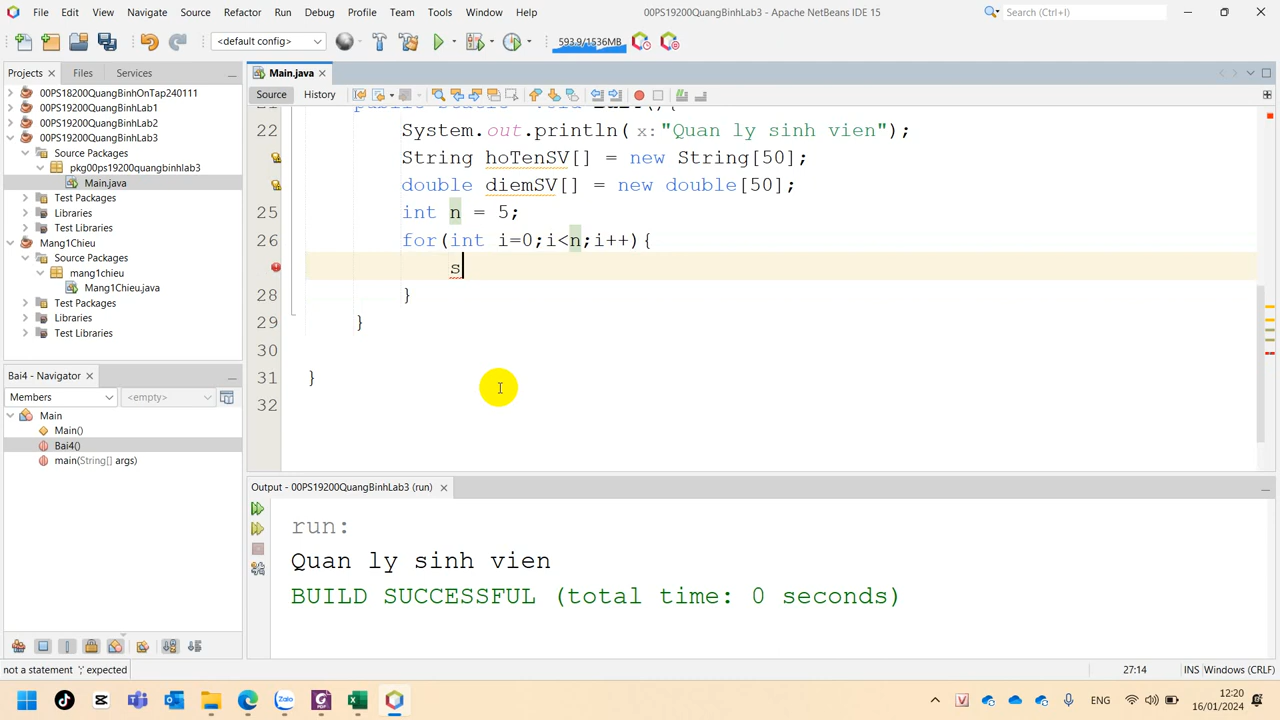 File Edit View Navigate Source Refactor Run Debug Profile Team Tools Window Help
00PS19200QuangBinhLab3 - Apache NetBeans IDE 15
Search (Ctrl+I)
<default config>
593.9/1536MB
Projects
Files
Services
00PS18200QuangBinhOnTap240111
00PS19200QuangBinhLab1
00PS19200QuangBinhLab2
00PS19200QuangBinhLab3
Source Packages
pkg00ps19200quangbinhlab3
Main.java
Test Packages
Libraries
Test Libraries
Mang1Chieu
Source Packages
mang1chieu
Mang1Chieu.java
Test Packages
Libraries
Test Libraries
Bai4 - Navigator
Members
<empty>
Main
Main()
Bai4()
main(String[] args)
Main.java
Source
History
22 System.out.println( x:"Quan ly sinh vien");
String hoTenSV[] = new String[50];
double diemSV[] = new double[50];
25 int n = 5;
26 for(int i=0;i<n;i++){
s
28 }
29 }
30
31 }
32
Output - 00PS19200QuangBinhLab3 (run)
run:
Quan ly sinh vien
BUILD SUCCESSFUL (total time: 0 seconds)
not a statement ';' expected
27:14
INS Windows (CRLF)
Zalo
ENG
12:20
16/01/2024